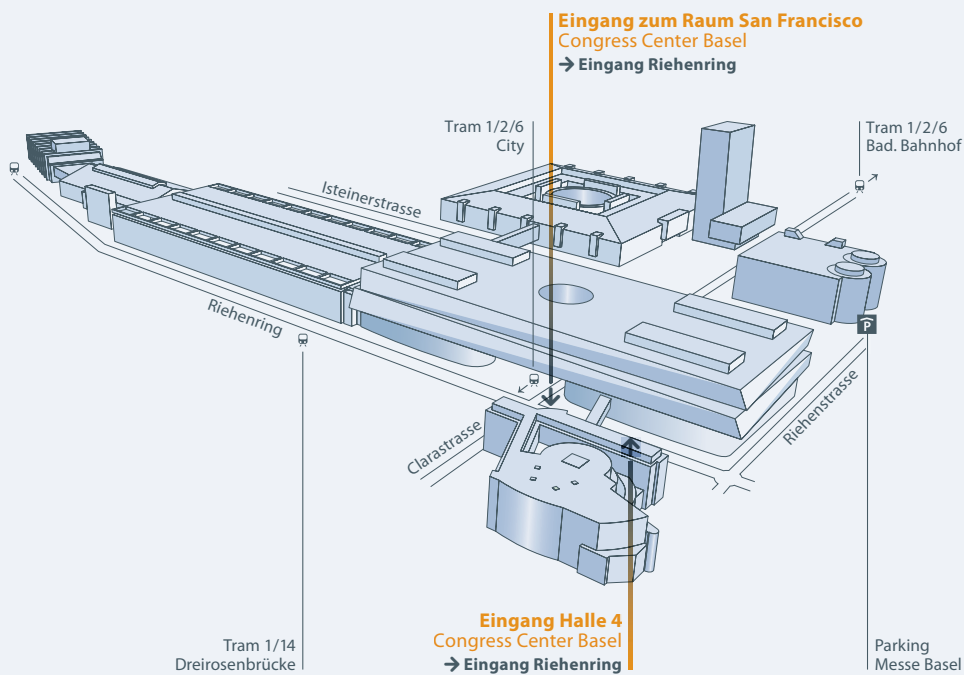 Eingang zum Raum San Francisco
Congress Center Basel
→ Eingang Riehenring
Tram 1/2/6
City
Tram 1/2/6
Bad. Bahnhof
Isteinerstrasse
Riehenring
P
Riehenstrasse
Clarastrasse
Eingang Halle 4
Congress Center Basel
→ Eingang Riehenring
Tram 1/14
Dreirosenbrücke
Parking
Messe Basel